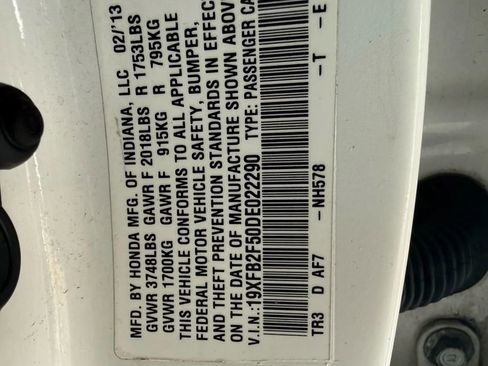 MFD. BY HONDA MFG. OF INDIANA, LLC 02/'13
GVWR 3748LBS GAWR F 2018LBS R 1753LBS
GVWR 1700KG GAWR F 915KG R 795KG
THIS VEHICLE CONFORMS TO ALL APPLICABLE
FEDERAL MOTOR VEHICLE SAFETY, BUMPER,
AND THEFT PREVENTION STANDARDS IN EFFECT
ON THE DATE OF MANUFACTURE SHOWN ABOVE
V.I.N.:19XFB2F50DE022290 TYPE: PASSENGER CA
TR3 D AF7 -NH578 -T -E